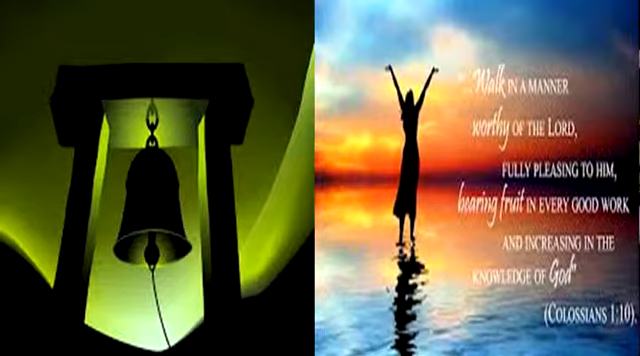 "Walk IN A MANNER
worthy OF THE LORD,
FULLY PLEASING TO HIM,
bearing fruit IN EVERY GOOD WORK
AND INCREASING IN THE
KNOWLEDGE OF God"
(COLOSSIANS 1:10).